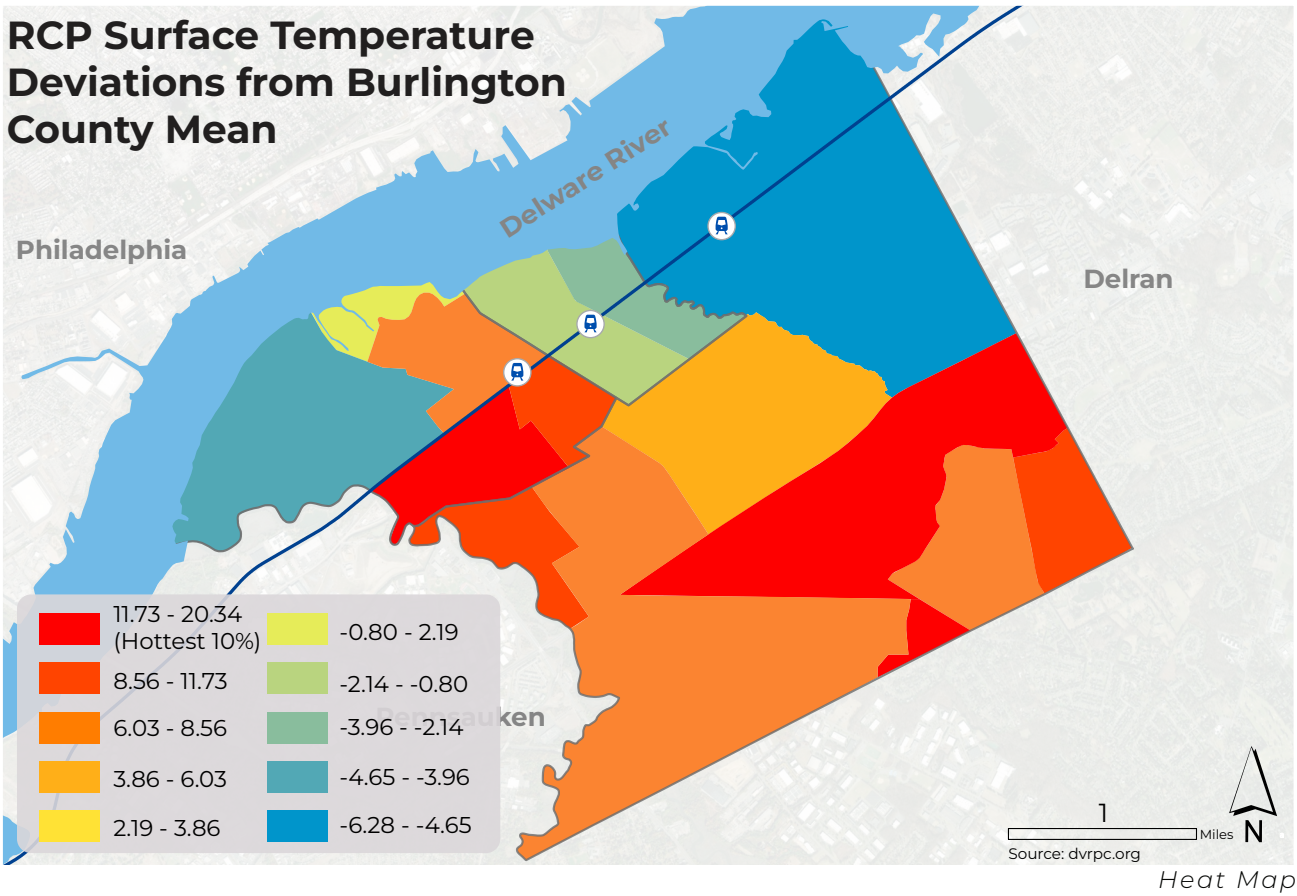 RCP Surface Temperature
Deviations from Burlington
County Mean
Delware River
Philadelphia
Delran
11.73 - 20.34
(Hottest 10%)
8.56 - 11.73
6.03 - 8.56
3.86 - 6.03
2.19 - 3.86
-0.80 - 2.19
-2.14 - -0.80
-3.96 - -2.14
-4.65 - -3.96
-6.28 - -4.65
Pennsauken
1
Miles
N
Source: dvrpc.org
Heat Map